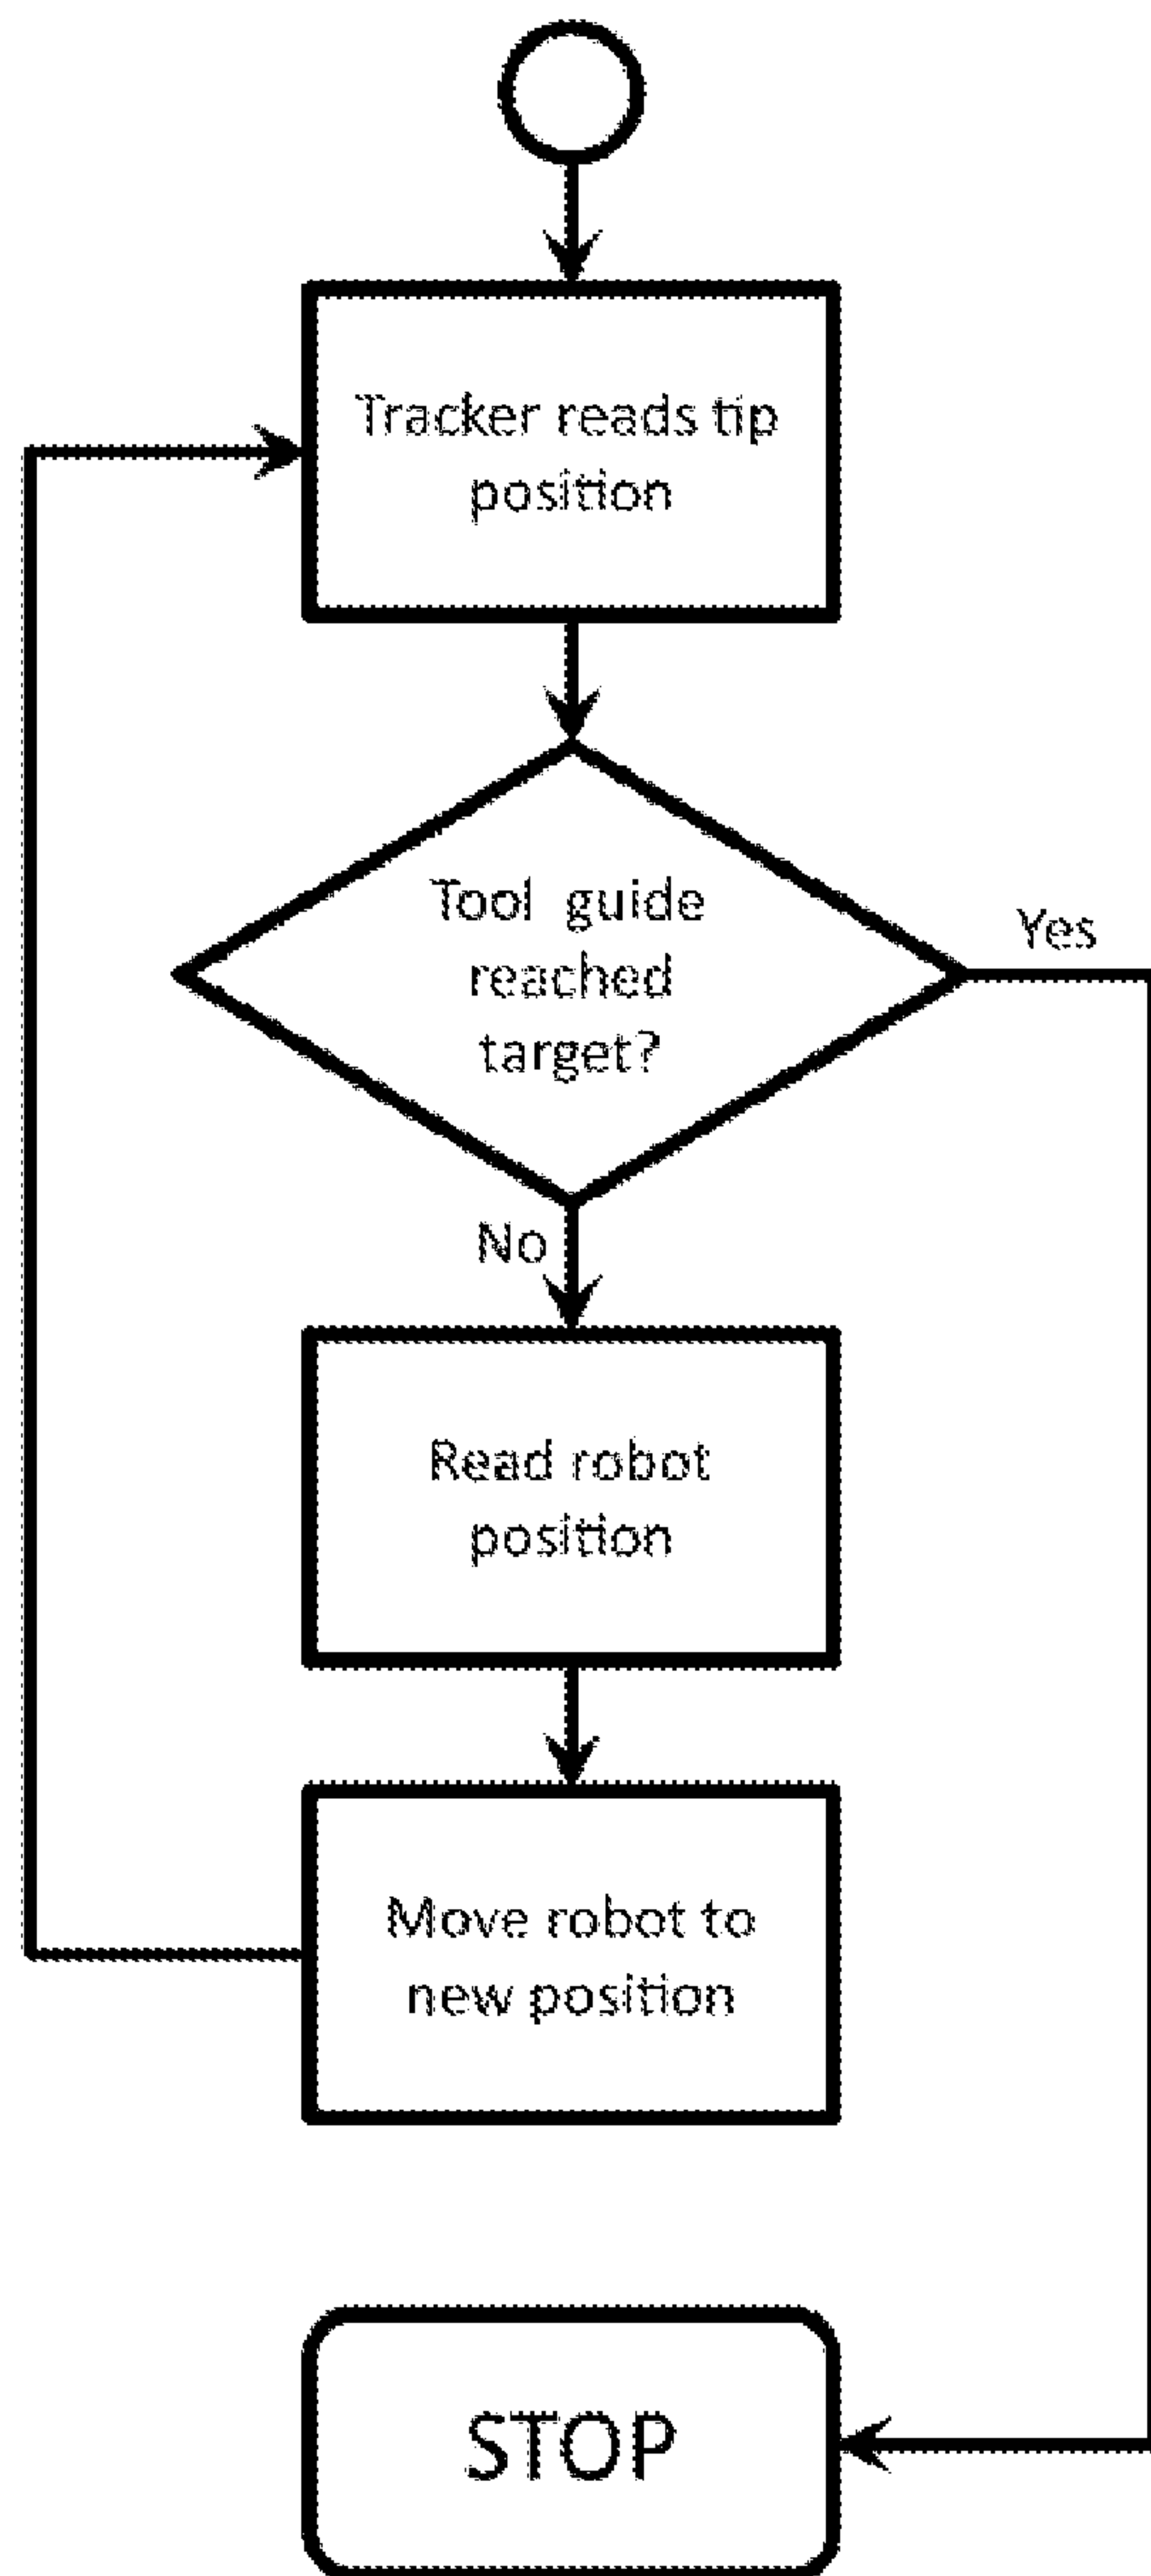 Tracker reads tip
position
Tool guide
reached
target?
Yes
No
Read robot
position
Move robot to
new position
STOP